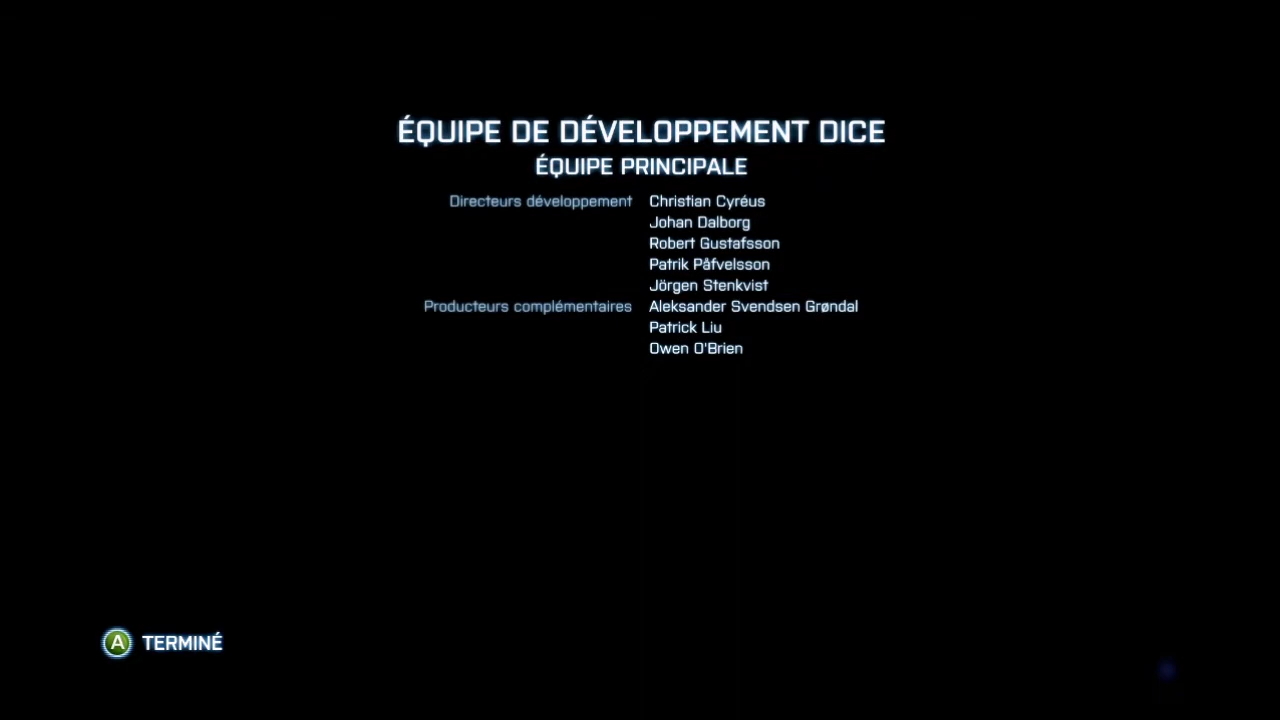 ÉQUIPE DE DÉVELOPPEMENT DICE
ÉQUIPE PRINCIPALE
Directeurs développement Christian Cyréus
Johan Dalborg
Robert Gustafsson
Patrik Påfvelsson
Jörgen Stenkvist
Producteurs complémentaires Aleksander Svendsen Grøndal
Patrick Liu
Owen O'Brien
A TERMINÉ